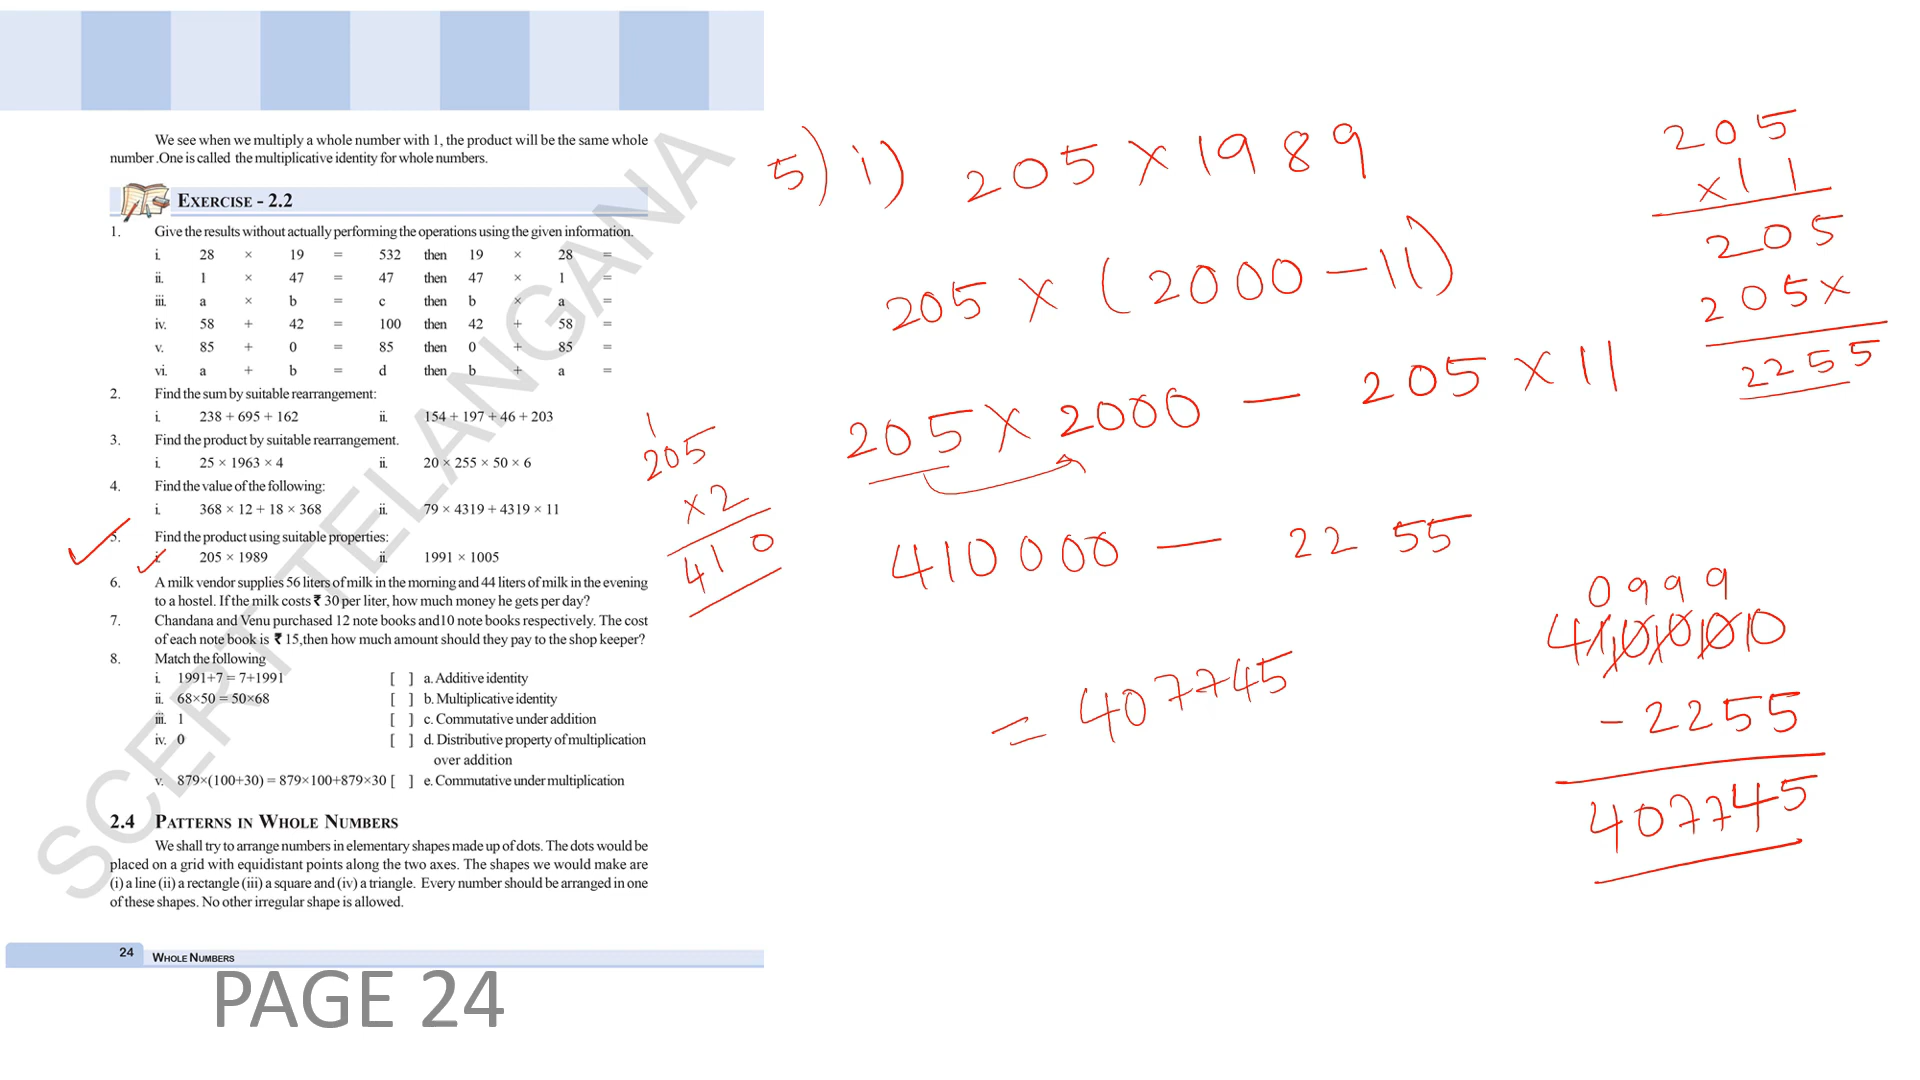 We see when we multiply a whole number with 1, the product will be the same whole
number .One is called the multiplicative identity for whole numbers.
EXERCISE - 2.2
1. Give the results without actually performing the operations using the given information.
i. 28 × 19 = 532 then 19 × 28 =
ii. 1 × 47 = 47 then 47 × 1 =
iii. a × b = c then b × a =
iv. 58 + 42 = 100 then 42 + 58 =
v. 85 + 0 = 85 then 0 + 85 =
vi. a + b = d then b + a =
2. Find the sum by suitable rearrangement:
i. 238 + 695 + 162 ii. 154 + 197 + 46 + 203
3. Find the product by suitable rearrangement.
i. 25 × 1963 × 4 ii. 20 × 255 × 50 × 6
4. Find the value of the following:
i. 368 × 12 + 18 × 368 ii. 79 × 4319 + 4319 × 11
5. Find the product using suitable properties:
i. 205 × 1989 ii. 1991 × 1005
6. A milk vendor supplies 56 liters of milk in the morning and 44 liters of milk in the evening
to a hostel. If the milk costs ₹ 30 per liter, how much money he gets per day?
7. Chandana and Venu purchased 12 note books and10 note books respectively. The cost
of each note book is ₹ 15,then how much amount should they pay to the shop keeper?
8. Match the following
i. 1991+7 = 7+1991 [ ] a. Additive identity
ii. 68×50 = 50×68 [ ] b. Multiplicative identity
iii. 1 [ ] c. Commutative under addition
iv. 0 [ ] d. Distributive property of multiplication
over addition
v. 879×(100+30) = 879×100+879×30 [ ] e. Commutative under multiplication
2.4 PATTERNS IN WHOLE NUMBERS
We shall try to arrange numbers in elementary shapes made up of dots. The dots would be
placed on a grid with equidistant points along the two axes. The shapes we would make are
(i) a line (ii) a rectangle (iii) a square and (iv) a triangle. Every number should be arranged in one
of these shapes. No other irregular shape is allowed.
24 WHOLE NUMBERS
SCERT TELANGANA
PAGE 24
5) i) 205 × 1989
205 × (2000 - 11)
205 × 2000 - 205 × 11
410000 - 2255
= 407745
1
205
×2
410
205
×11
205
205×
2255
0 9 9 9
4110101010
- 2255
407745